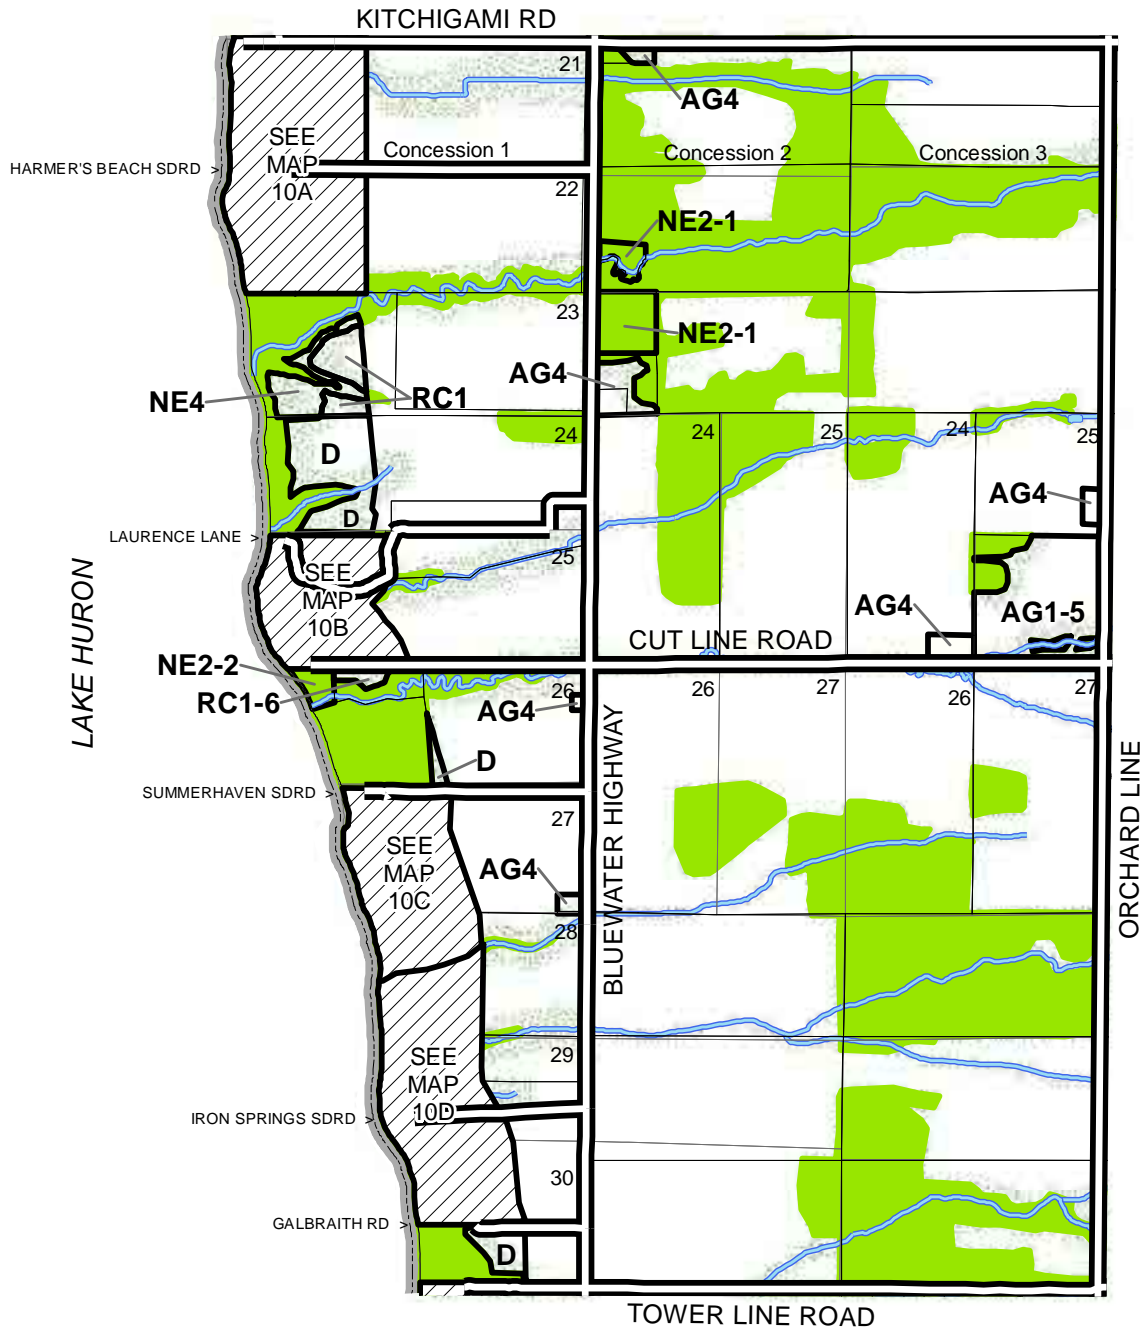 KITCHIGAMI RD
21
AG4
SEE
MAP
10A
Concession 1
Concession 2
Concession 3
HARMER'S BEACH SDRD >
22
NE2-1
23
NE2-1
AG4
NE4
RC1
24
24
25
24
25
D
AG4
D
LAURENCE LANE >
25
SEE
MAP
10B
AG4
AG1-5
LAKE HURON
CUT LINE ROAD
NE2-2
RC1-6
26
26
27
26
27
AG4
D
BLUEWATER HIGHWAY
ORCHARD LINE
SUMMERHAVEN SDRD >
27
SEE
MAP
10C
AG4
28
29
SEE
MAP
10D
IRON SPRINGS SDRD >
30
GALBRAITH RD >
D
TOWER LINE ROAD